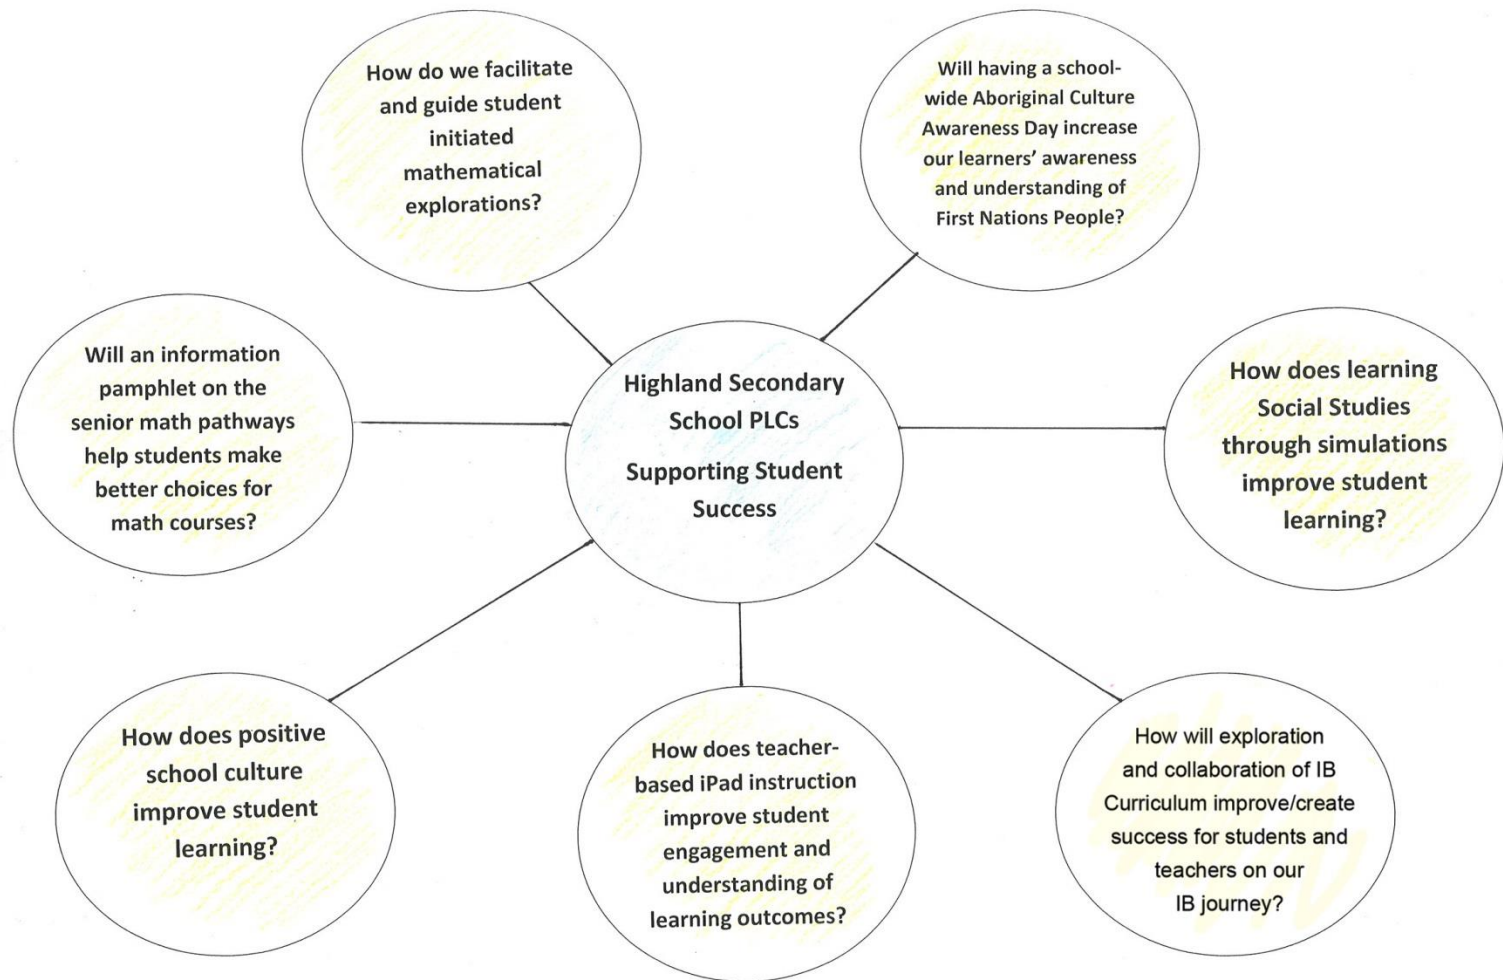 How do we facilitate
and guide student
initiated
mathematical
explorations?
Will having a school-
wide Aboriginal Culture
Awareness Day increase
our learners’ awareness
and understanding of
First Nations People?
Will an information
pamphlet on the
senior math pathways
help students make
better choices for
math courses?
Highland Secondary
School PLCs
Supporting Student
Success
How does learning
Social Studies
through simulations
improve student
learning?
How does positive
school culture
improve student
learning?
How does teacher-
based iPad instruction
improve student
engagement and
understanding of
learning outcomes?
How will exploration
and collaboration of IB
Curriculum improve/create
success for students and
teachers on our
IB journey?